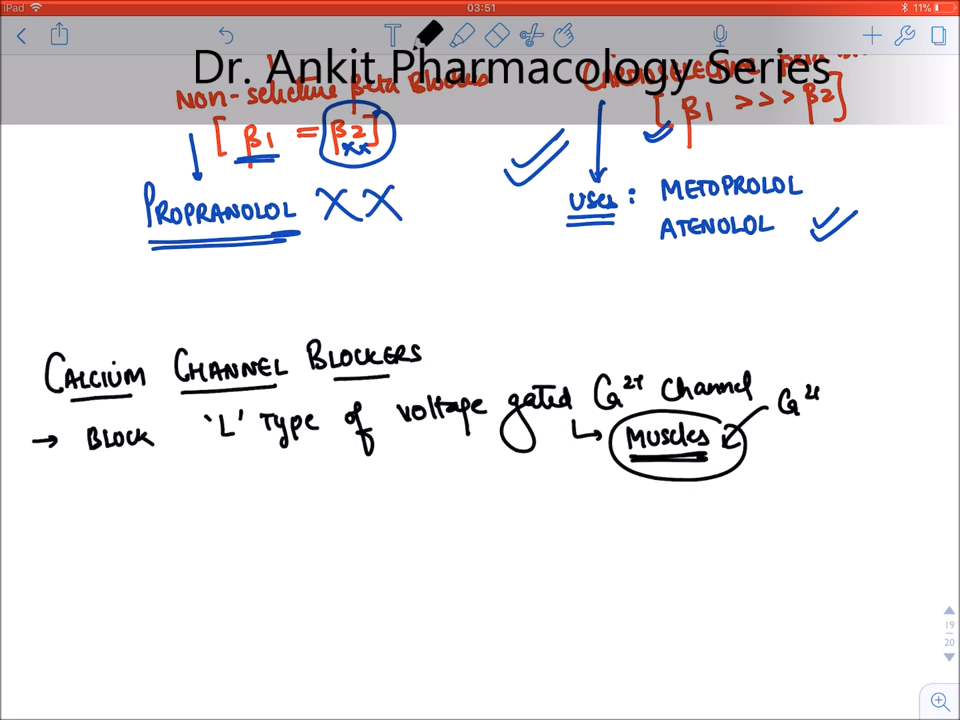 iPad 03:51 11%
Dr. Ankit Pharmacology Series
Non-selective Beta Blockers
[ β1 = β2 ] [ β1 >>> β2 ]
xx
PROPRANOLOL XX
Uses : METOPROLOL
ATENOLOL
CALCIUM CHANNEL BLOCKERS
→ BLOCK 'L' Type of voltage gated Ca2+ Channel
Muscles Ca2+
19
20